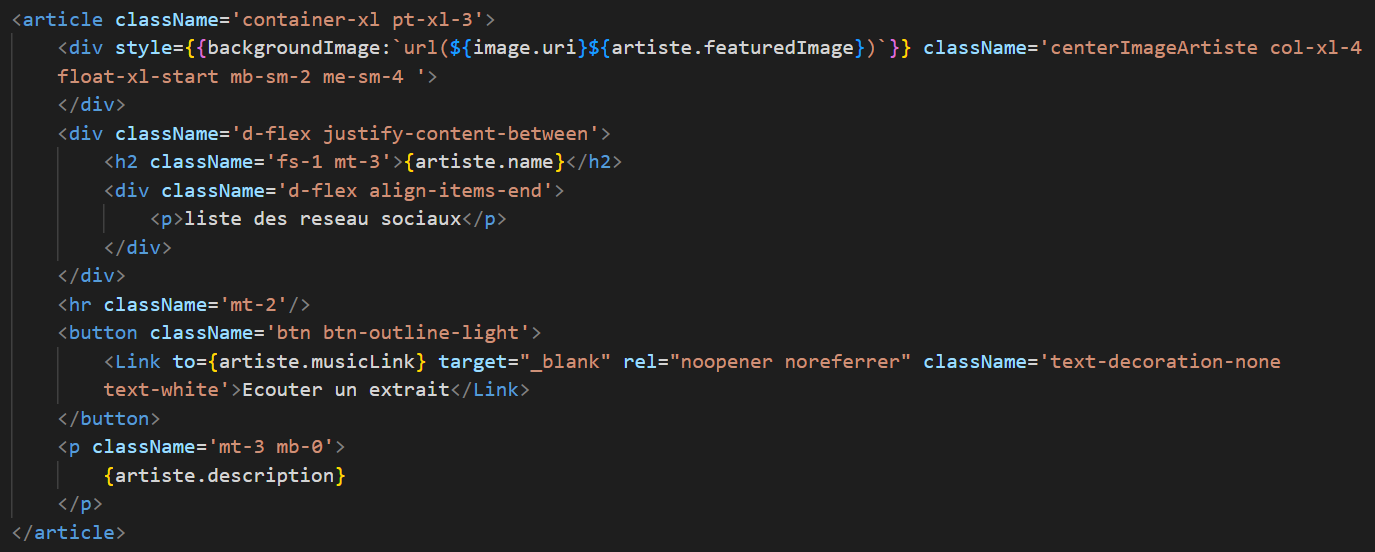 <article className='container-xl pt-xl-3'>
    <div style={{backgroundImage:`url(${image.uri}${artiste.featuredImage})`}} className='centerImageArtiste col-xl-4
    float-xl-start mb-sm-2 me-sm-4 '>
    </div>
    <div className='d-flex justify-content-between'>
        <h2 className='fs-1 mt-3'>{artiste.name}</h2>
        <div className='d-flex align-items-end'>
            <p>liste des reseau sociaux</p>
        </div>
    </div>
    <hr className='mt-2'/>
    <button className='btn btn-outline-light'>
        <Link to={artiste.musicLink} target="_blank" rel="noopener noreferrer" className='text-decoration-none
        text-white'>Ecouter un extrait</Link>
    </button>
    <p className='mt-3 mb-0'>
        {artiste.description}
    </p>
</article>